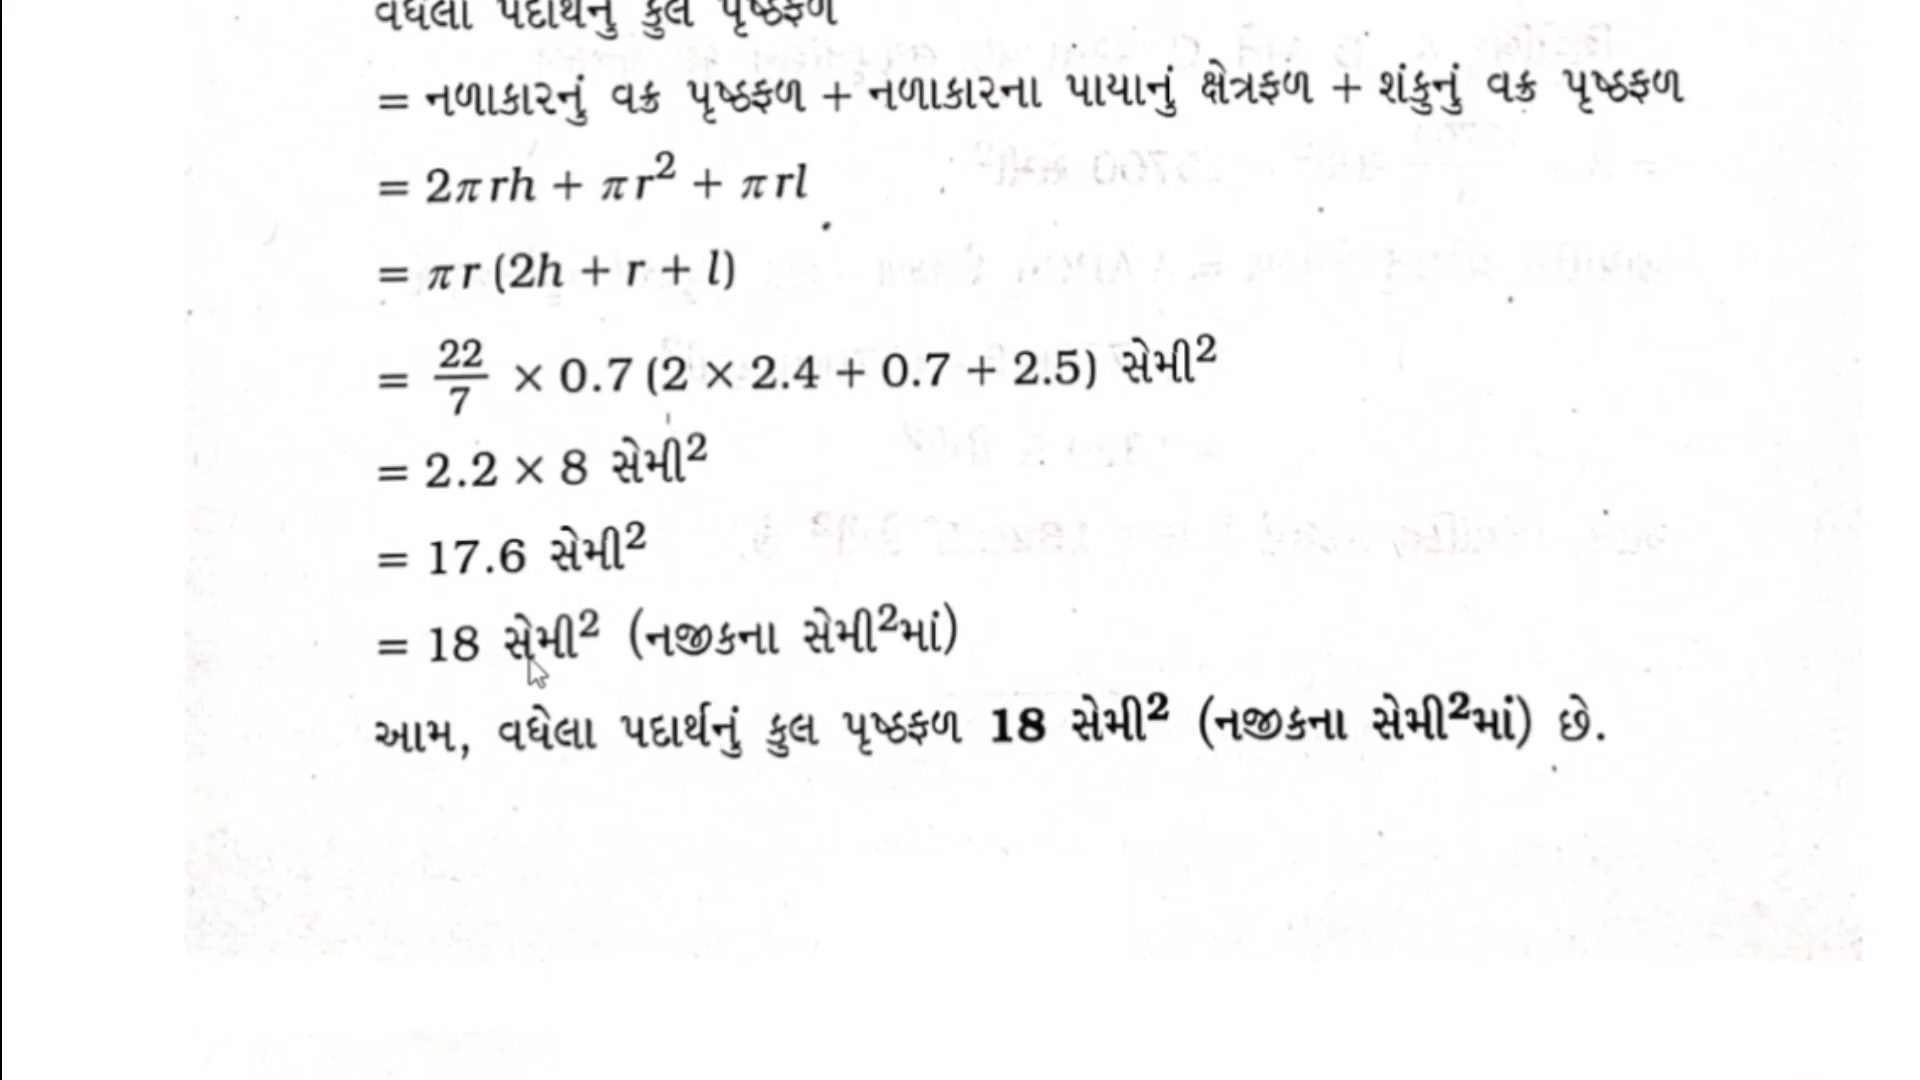 વધેલા પદાર્થનું કુલ પૃષ્ઠફળ
= નળાકારનું વક્ર પૃષ્ઠફળ + નળાકારના પાયાનું ક્ષેત્રફળ + શંકુનું વક્ર પૃષ્ઠફળ
= 2πrh + πr² + πrl
= πr (2h + r + l)
= 22/7 × 0.7 (2 × 2.4 + 0.7 + 2.5) સેમી²
= 2.2 × 8 સેમી²
= 17.6 સેમી²
= 18 સેમી² (નજીકના સેમી²માં)
આમ, વધેલા પદાર્થનું કુલ પૃષ્ઠફળ 18 સેમી² (નજીકના સેમી²માં) છે.